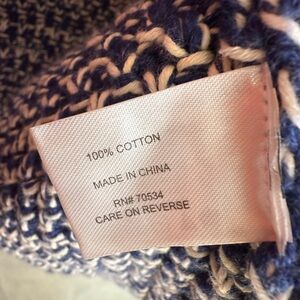 100% COTTON
MADE IN CHINA
RN# 70534
CARE ON REVERSE